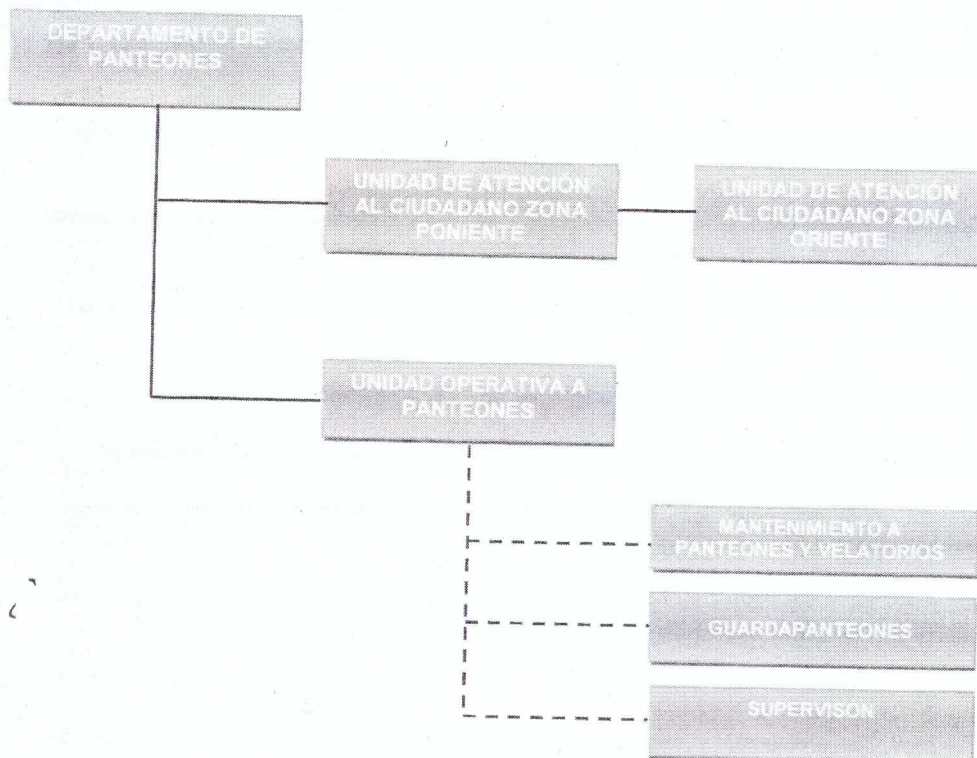 DEPARTAMENTO DE
PANTEONES
UNIDAD DE ATENCIÓN
AL CIUDADANO ZONA
PONIENTE
UNIDAD DE ATENCIÓN
AL CIUDADANO ZONA
ORIENTE
UNIDAD OPERATIVA A
PANTEONES
MANTENIMIENTO A
PANTEONES Y VELATORIOS
GUARDAPANTEONES
SUPERVISON